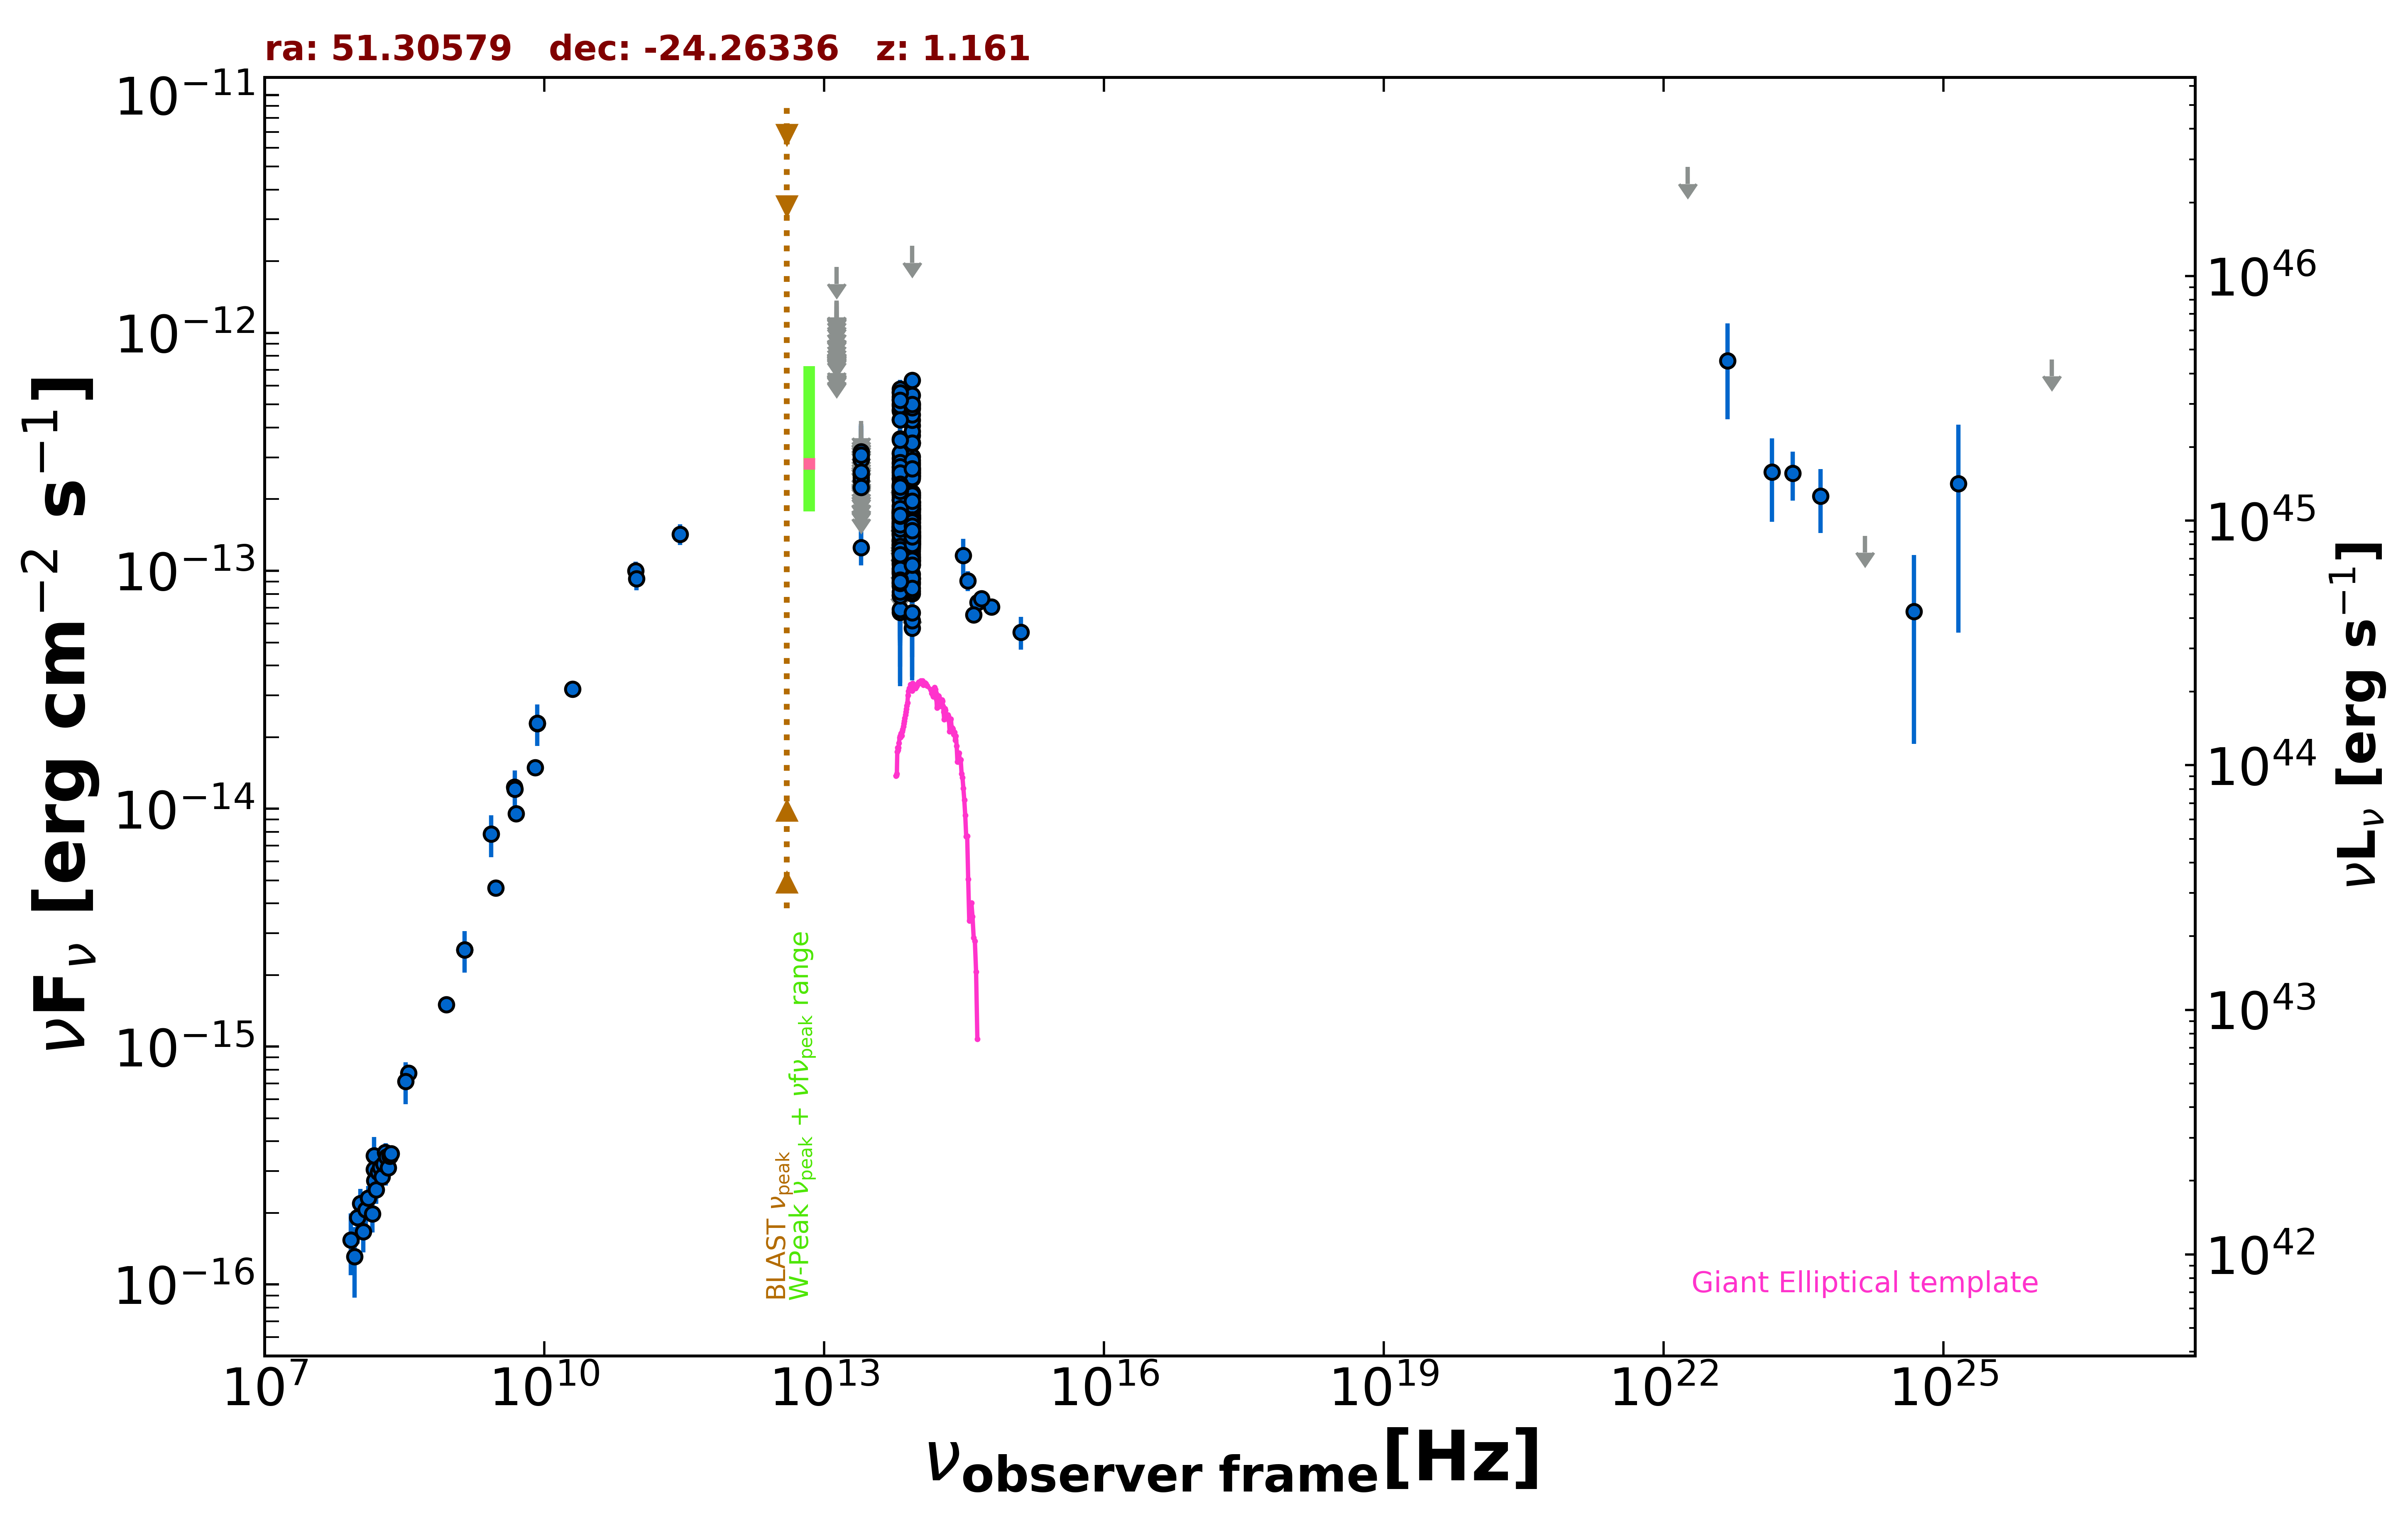 ra: 51.30579 dec: -24.26336 z: 1.161
νFν [erg cm⁻² s⁻¹]
10⁻¹¹
10⁻¹²
10⁻¹³
10⁻¹⁴
10⁻¹⁵
10⁻¹⁶
10⁴⁶
10⁴⁵
10⁴⁴
10⁴³
10⁴²
νLν [erg s⁻¹]
BLAST νpeak
W-Peak νpeak + νfνpeak range
Giant Elliptical template
10⁷ 10¹⁰ 10¹³ 10¹⁶ 10¹⁹ 10²² 10²⁵
νobserver frame[Hz]